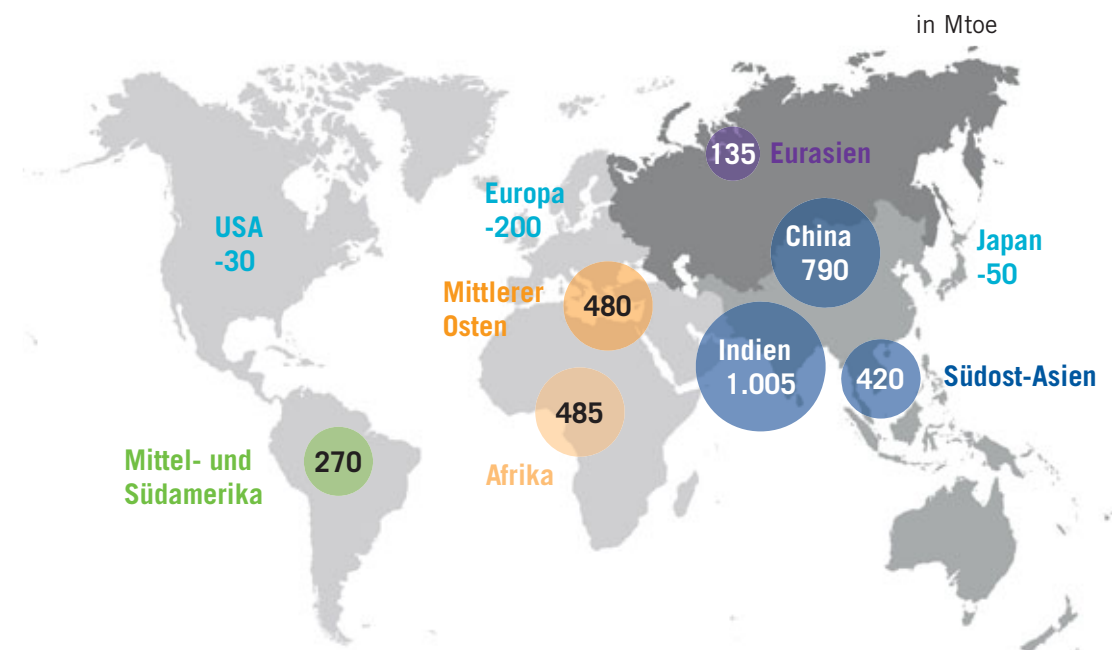 in Mtoe
135
Eurasien
Europa
-200
USA
-30
China
790
Japan
-50
Mittlerer
Osten
480
Indien
1.005
420
Südost-Asien
485
Afrika
270
Mittel- und
Südamerika